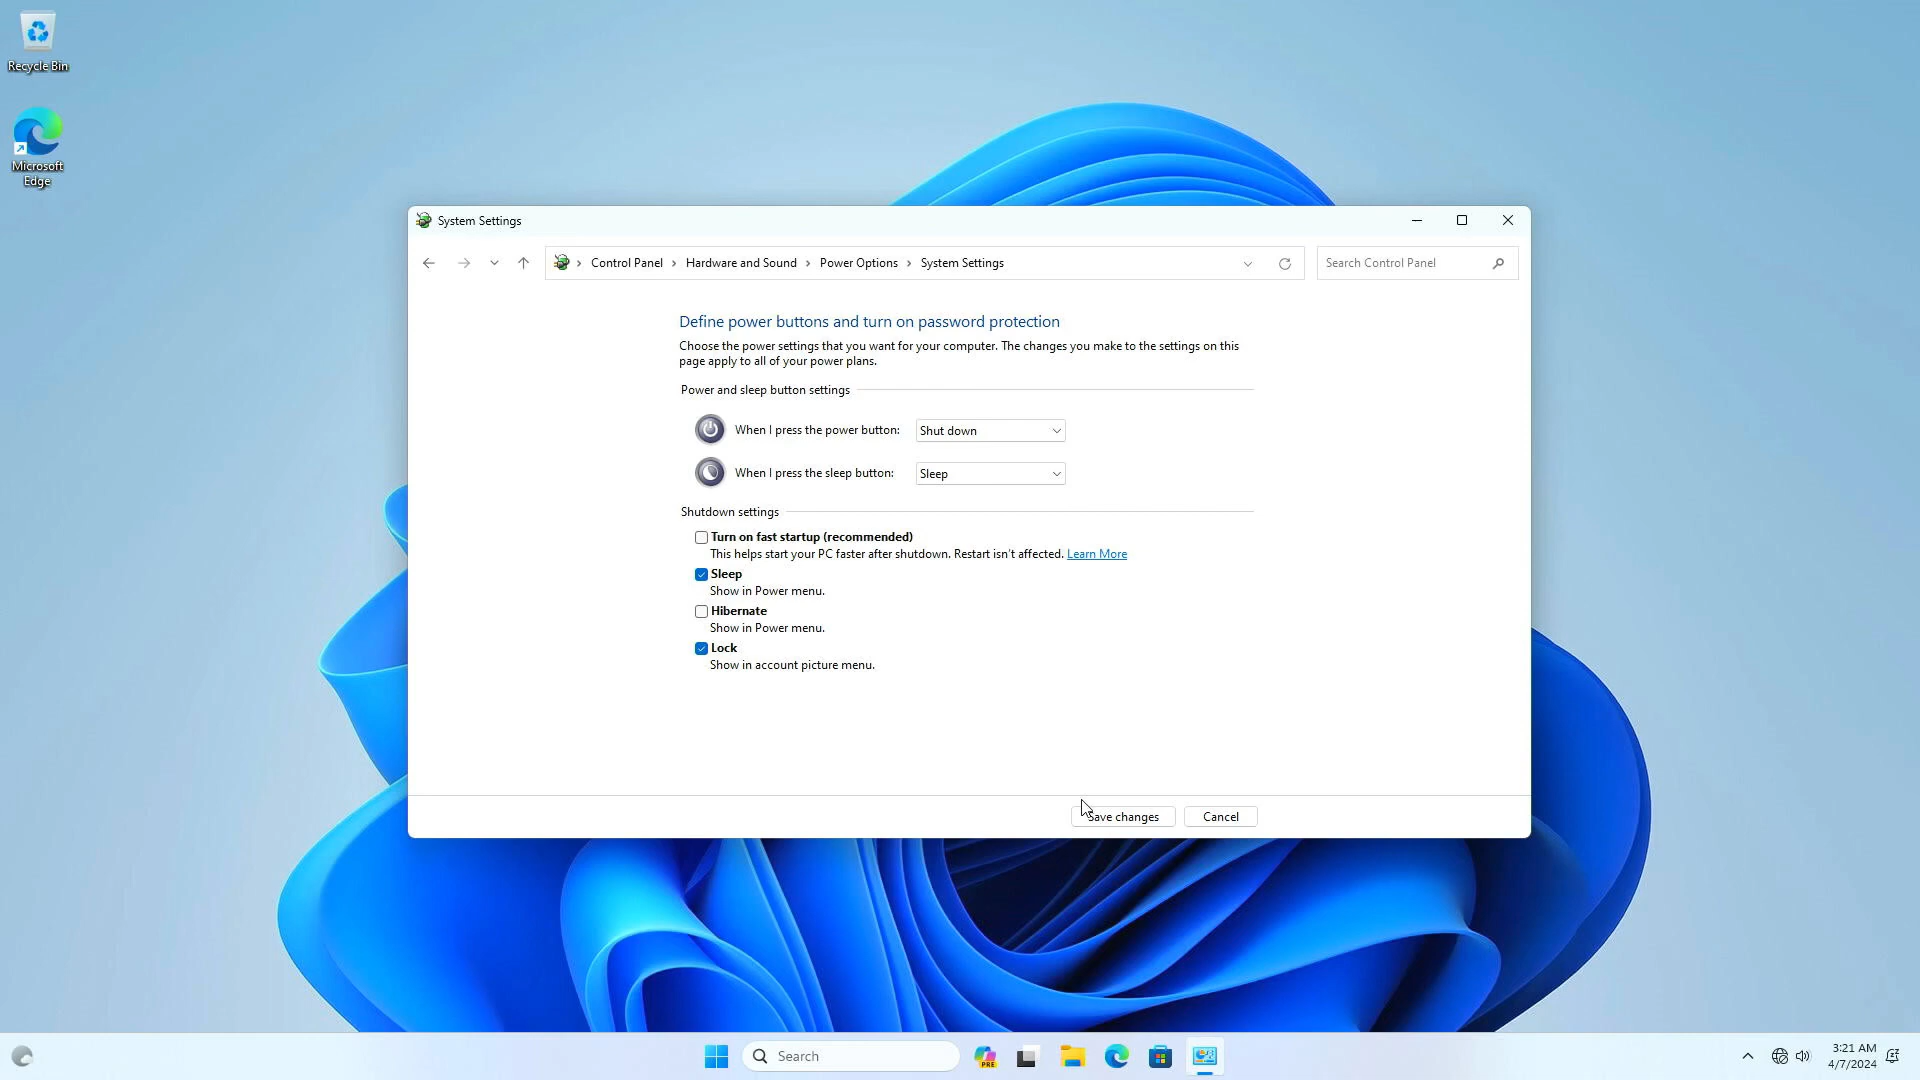 Recycle Bin
Microsoft
Edge
System Settings
Control Panel
Hardware and Sound
Power Options
System Settings
Search Control Panel
Define power buttons and turn on password protection
Choose the power settings that you want for your computer. The changes you make to the settings on this
page apply to all of your power plans.
Power and sleep button settings
When I press the power button: Shut down
When I press the sleep button: Sleep
Shutdown settings
Turn on fast startup (recommended)
This helps start your PC faster after shutdown. Restart isn't affected. Learn More
Sleep
Show in Power menu.
Hibernate
Show in Power menu.
Lock
Show in account picture menu.
Save changes
Cancel
Search
PRE
3:21 AM
4/7/2024